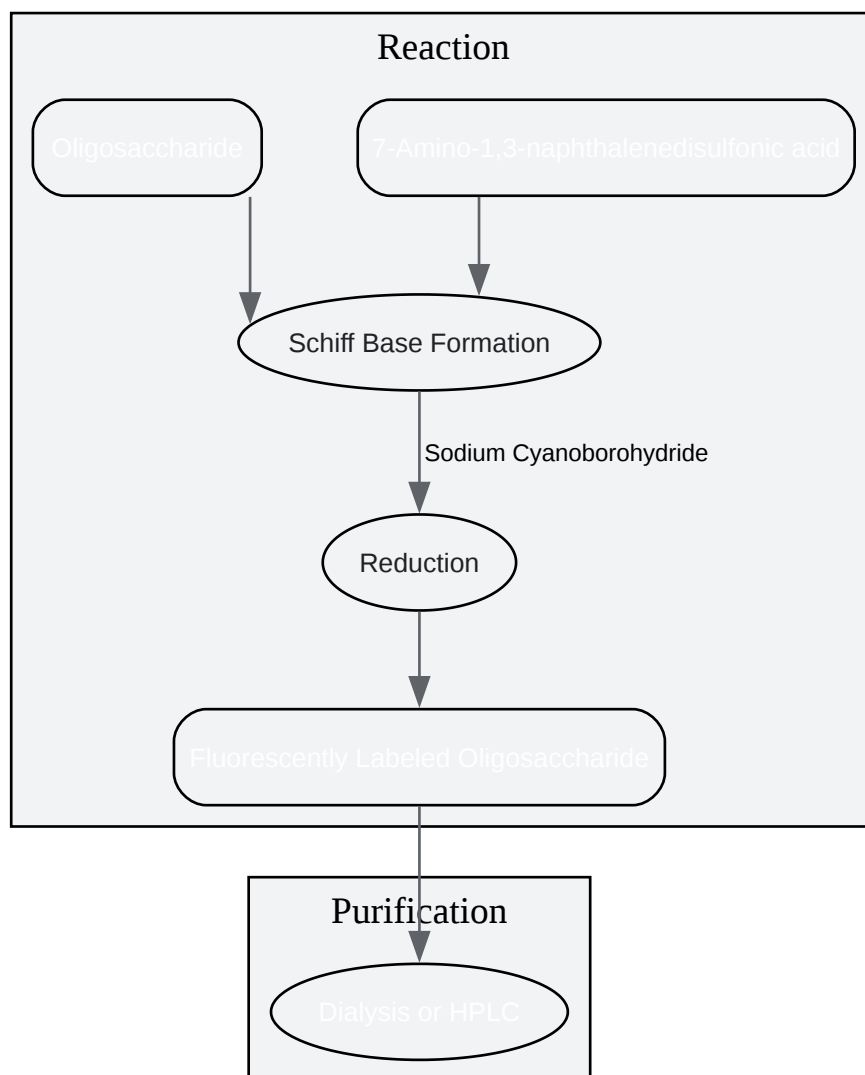 Reaction
Oligosaccharide
7-Amino-1,3-naphthalenedisulfonic acid
Schiff Base Formation
Sodium Cyanoborohydride
Reduction
Fluorescently Labeled Oligosaccharide
Purification
Dialysis or HPLC